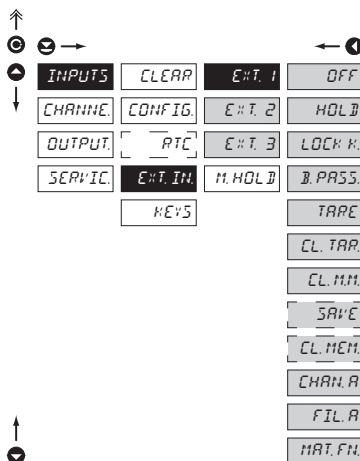 INPUTS CLEAR EXT. 1 OFF
CHANNE. CONFIG. EXT. 2 HOLD
OUTPUT. RTC EXT. 3 LOCK K.
SERVIC. EXT. IN. M. HOLD B. PASS.
KEYS TARE
CL. TAR.
CL. M.M.
SAVE
CL. MEM.
CHAN. A
FIL. A
MAT. FN.